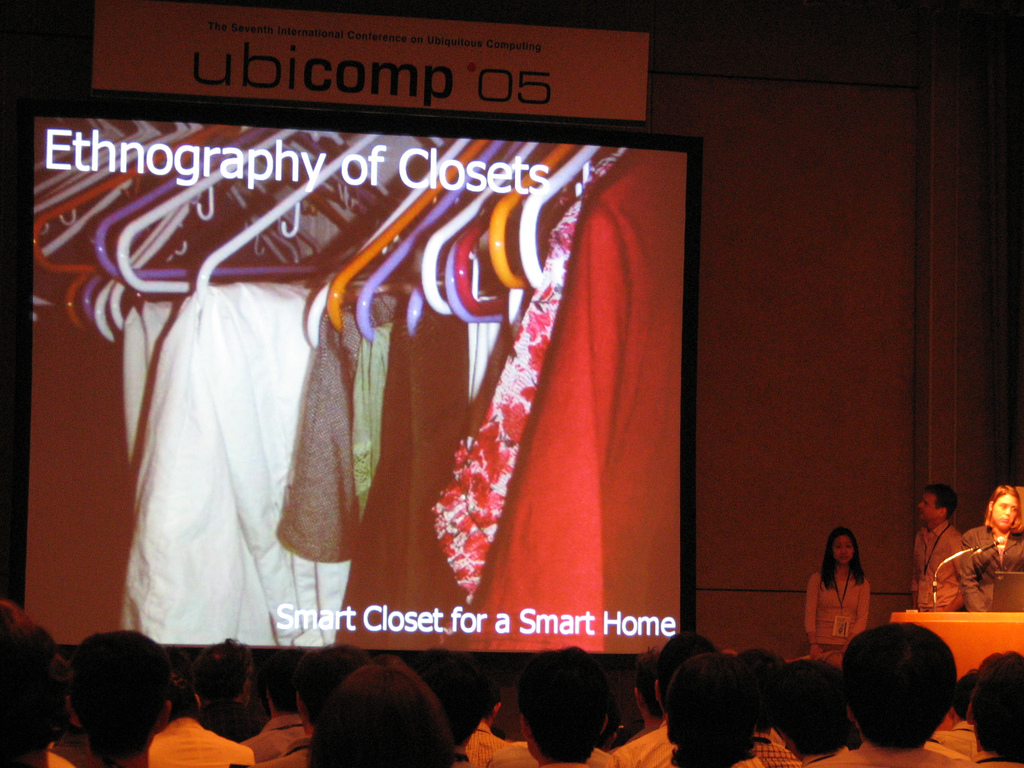 The Seventh International Conference on Ubiquitous Computing
ubicomp '05
Ethnography of Closets
Smart Closet for a Smart Home